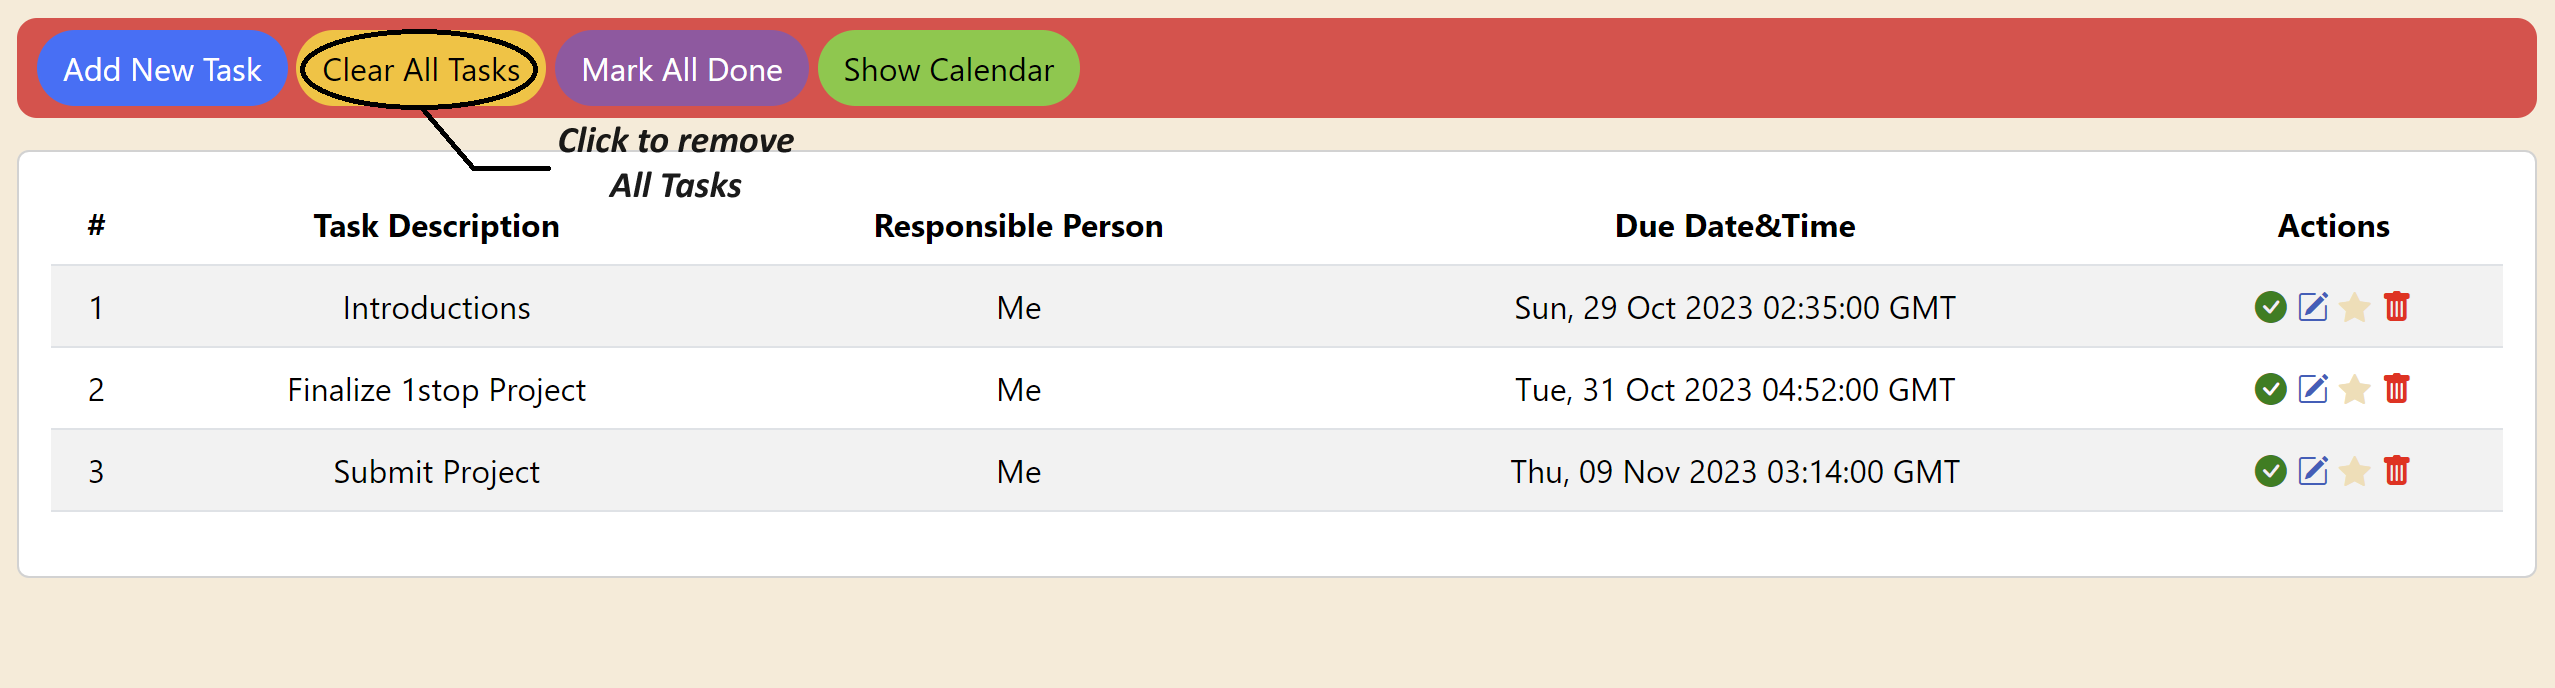 Add New Task Clear All Tasks Mark All Done Show Calendar
Click to remove
All Tasks
# Task Description Responsible Person Due Date&Time Actions
1 Introductions Me Sun, 29 Oct 2023 02:35:00 GMT
2 Finalize 1stop Project Me Tue, 31 Oct 2023 04:52:00 GMT
3 Submit Project Me Thu, 09 Nov 2023 03:14:00 GMT